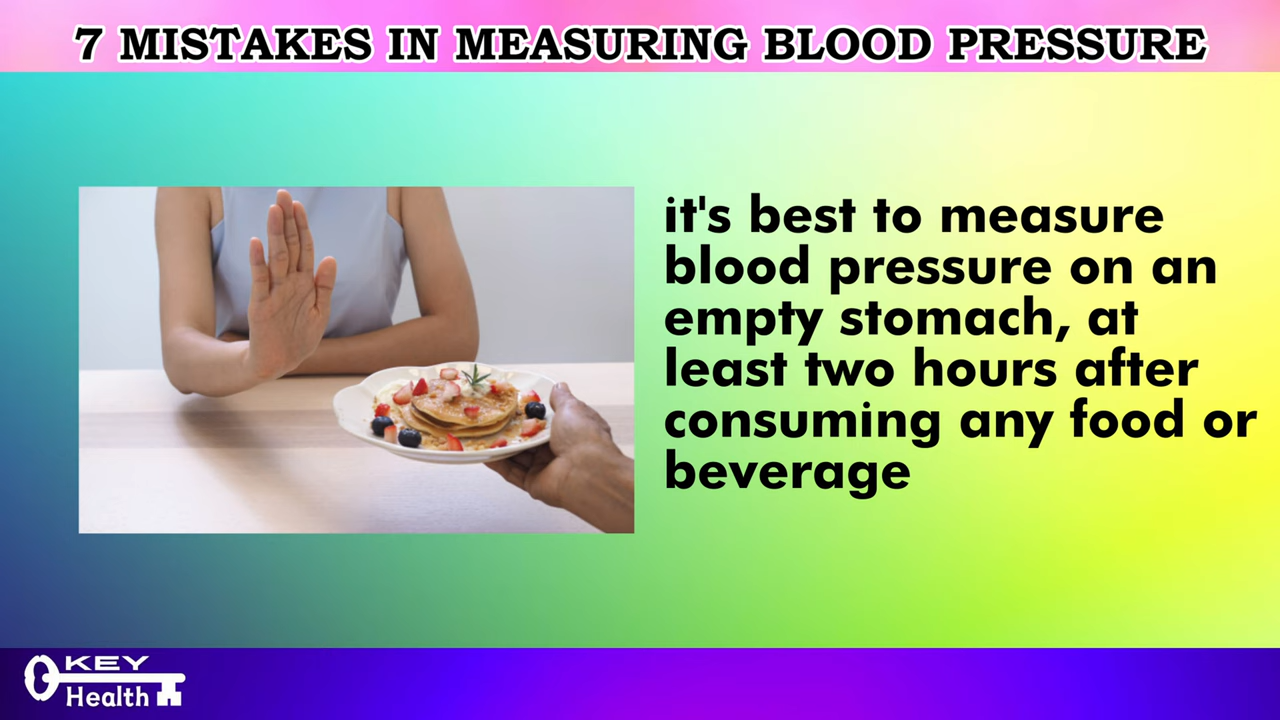 7 MISTAKES IN MEASURING BLOOD PRESSURE
it's best to measure
blood pressure on an
empty stomach, at
least two hours after
consuming any food or
beverage
KEY
Health